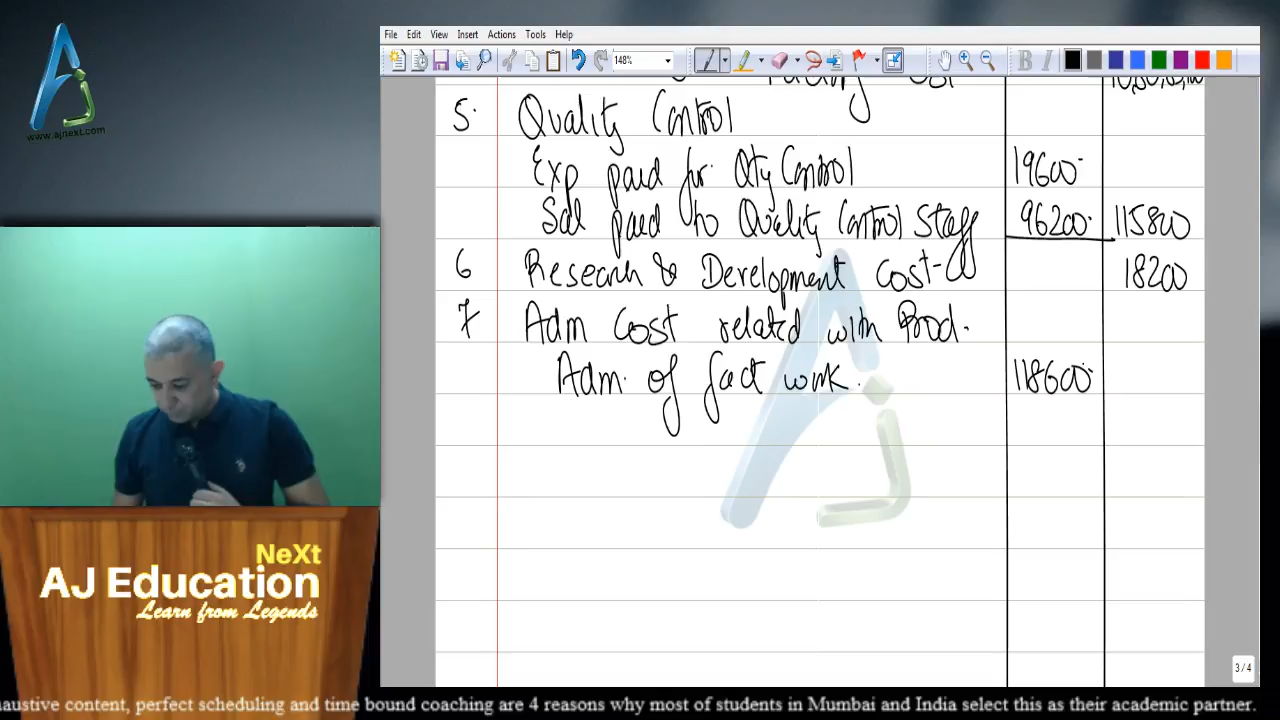 www.ajnext.com
File Edit View Insert Actions Tools Help
148%
B I
5. Quality Control
Exp paid for Qty Control 19600
Sal paid to Quality Control Staff 96200 115800
6 Research & Development Cost 18200
7 Adm Cost related with Prod.
Adm. of fact work. 118600
3/4
NeXt
AJ Education
Learn from Legends
austive content, perfect scheduling and time bound coaching are 4 reasons why most of students in Mumbai and India select this as their academic partner.